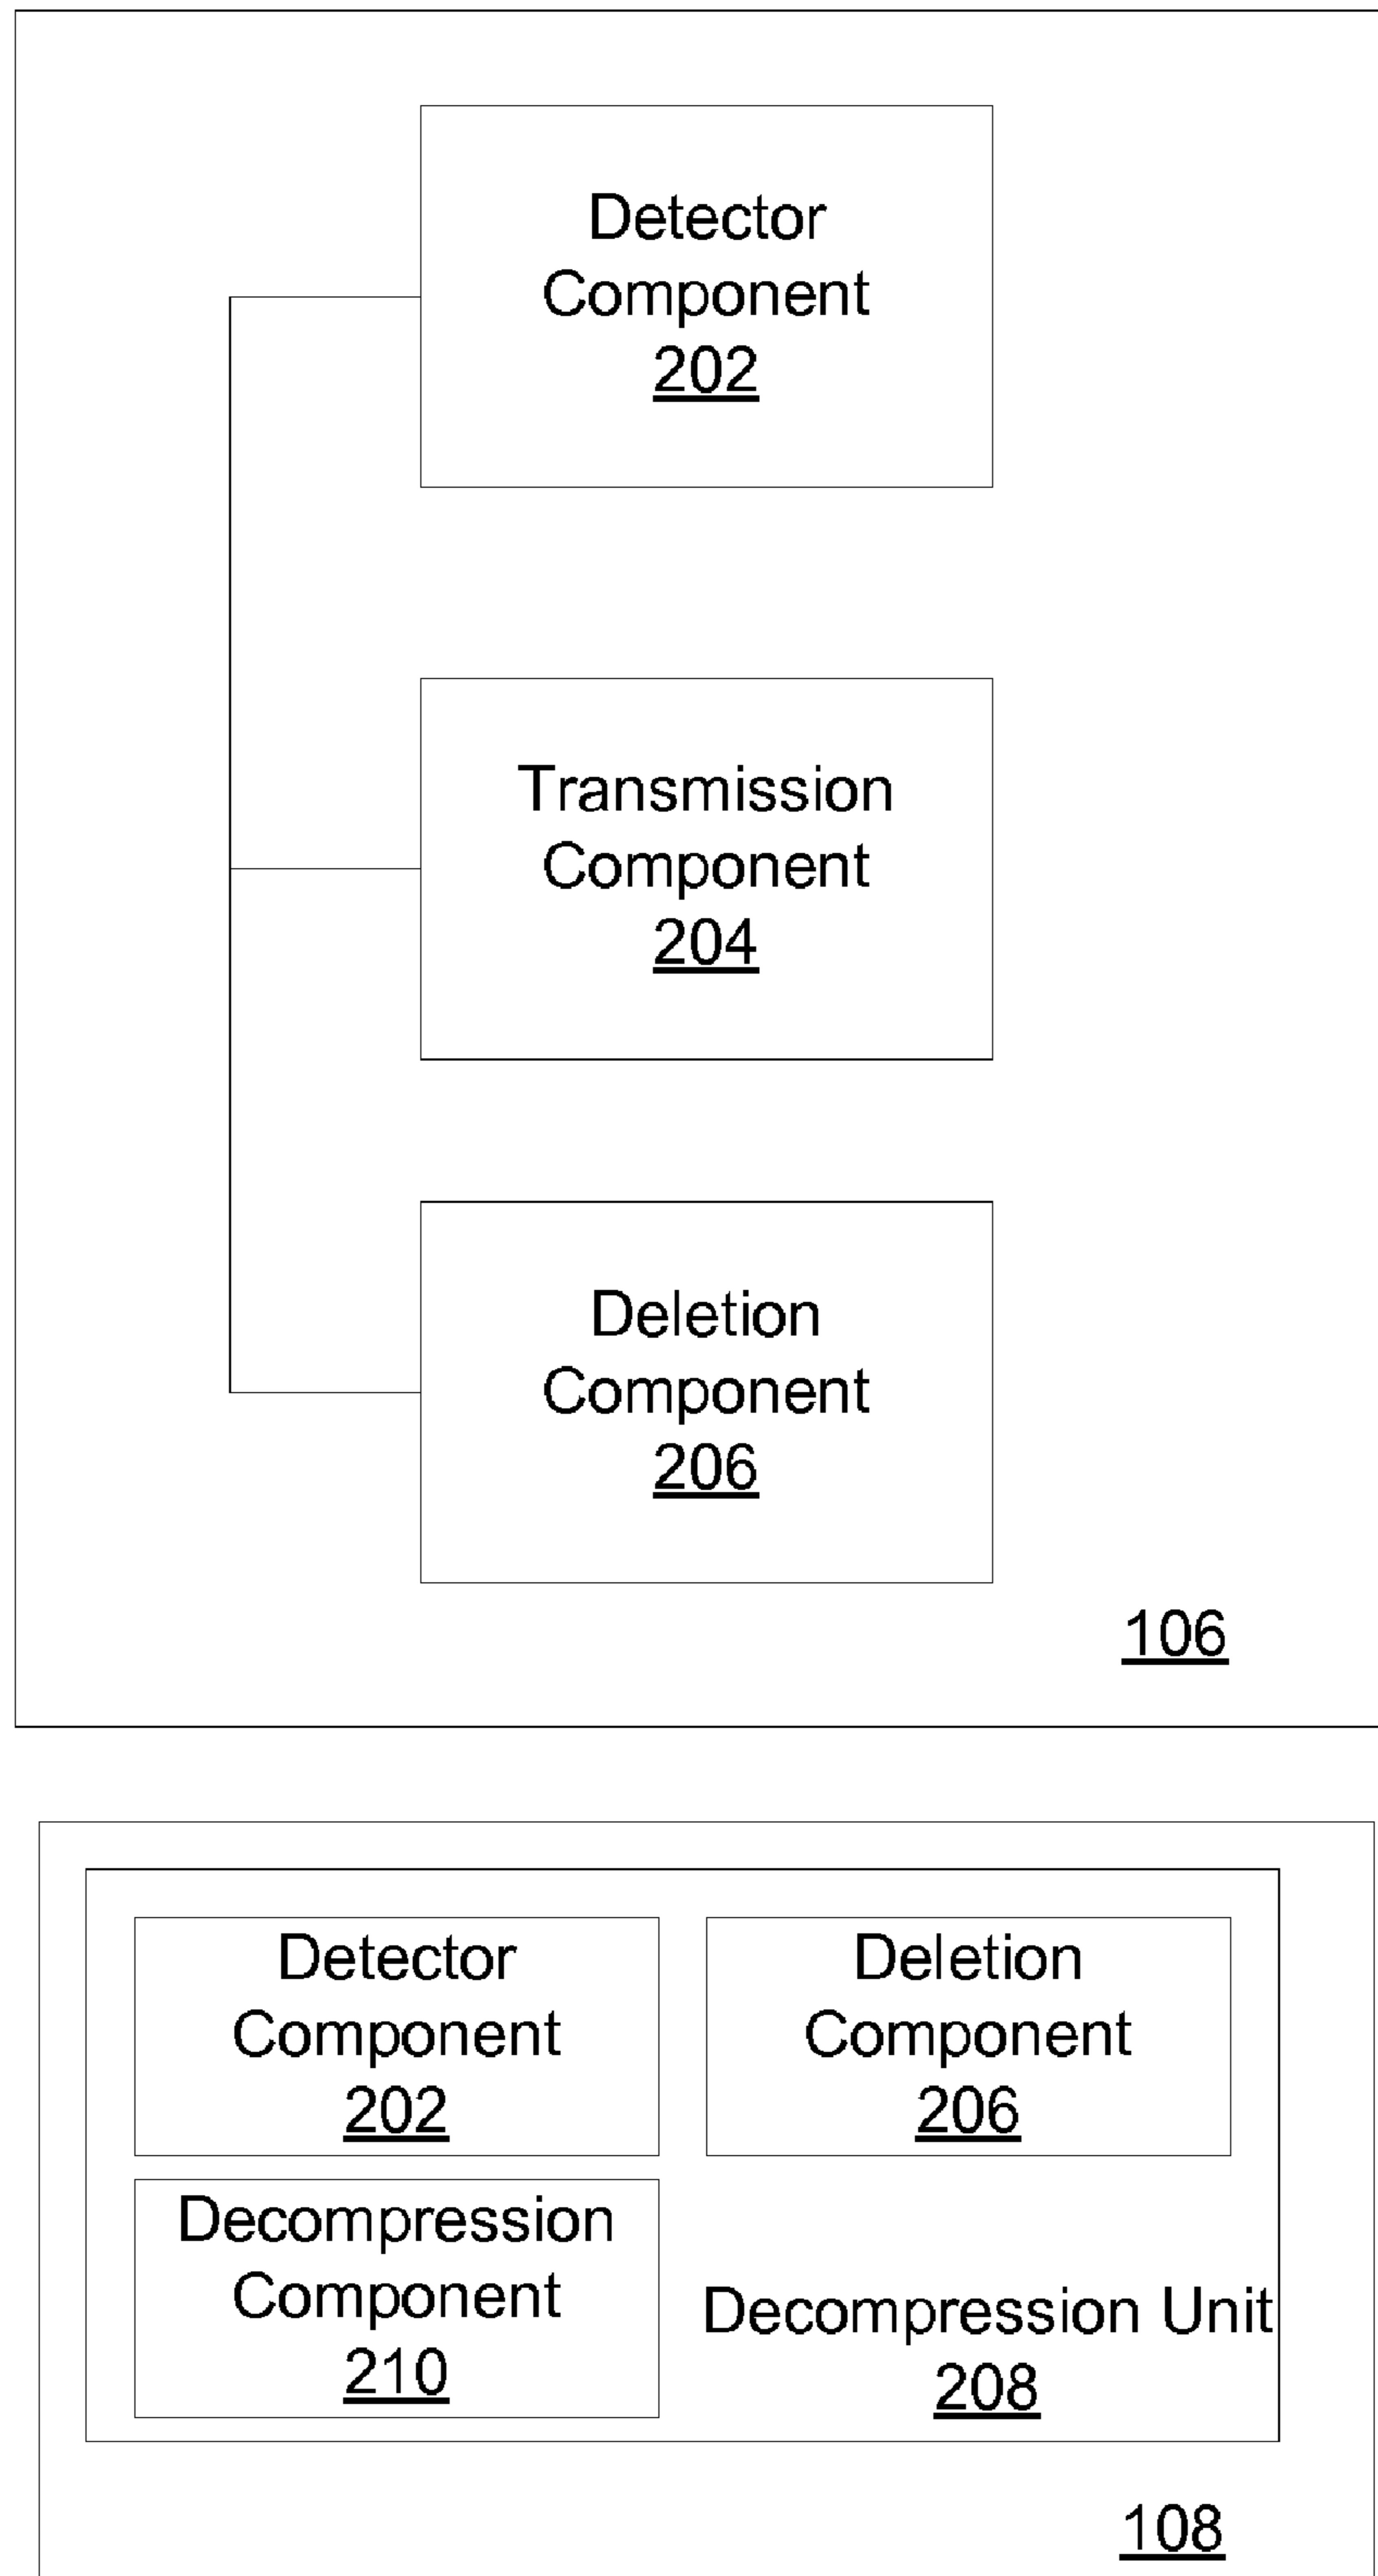 Detector
Component
202
Transmission
Component
204
Deletion
Component
206
106
Detector
Component
202
Deletion
Component
206
Decompression
Component
210
Decompression Unit
208
108